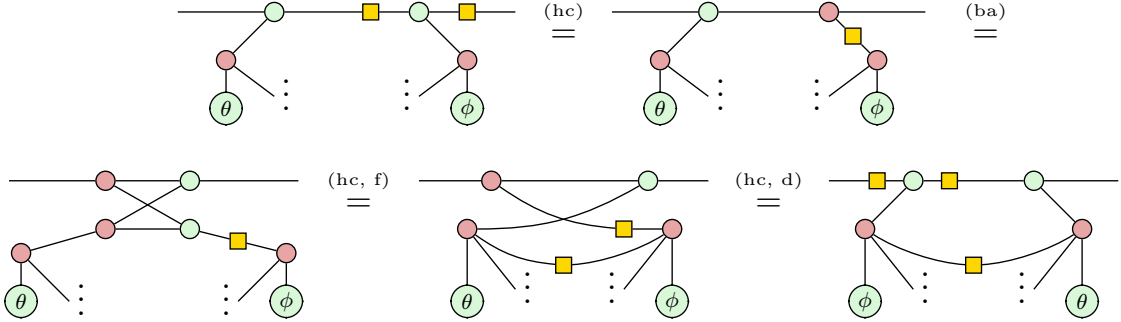 (hc)
=
(ba)
=
θ
⋮
⋮
ϕ
θ
⋮
⋮
ϕ
(hc, f)
=
(hc, d)
=
θ
⋮
⋮
ϕ
θ
⋮
⋮
ϕ
ϕ
⋮
⋮
θ